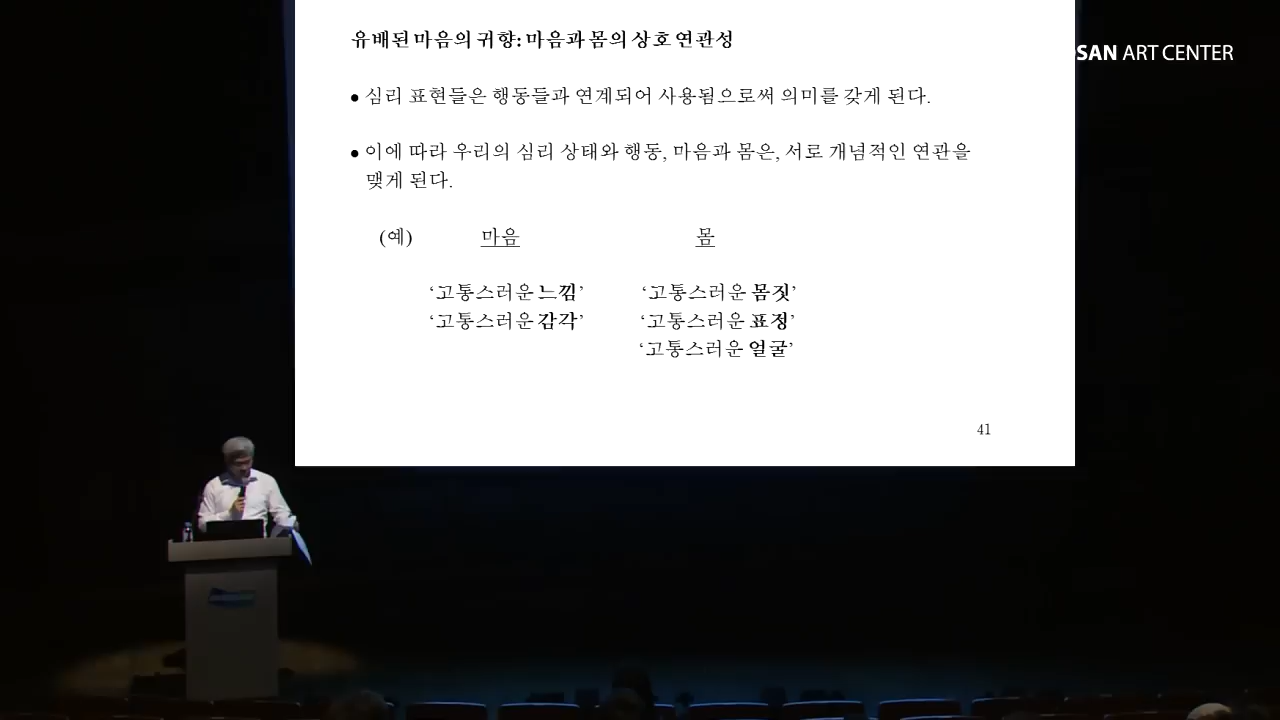 유배된 마음의 귀향: 마음과 몸의 상호 연관성
SAN ART CENTER
● 심리 표현들은 행동들과 연계되어 사용됨으로써 의미를 갖게 된다.
● 이에 따라 우리의 심리 상태와 행동, 마음과 몸은, 서로 개념적인 연관을
맺게 된다.
(예) 마음 몸
‘고통스러운 느낌’ ‘고통스러운 몸짓’
‘고통스러운 감각’ ‘고통스러운 표정’
‘고통스러운 얼굴’
41